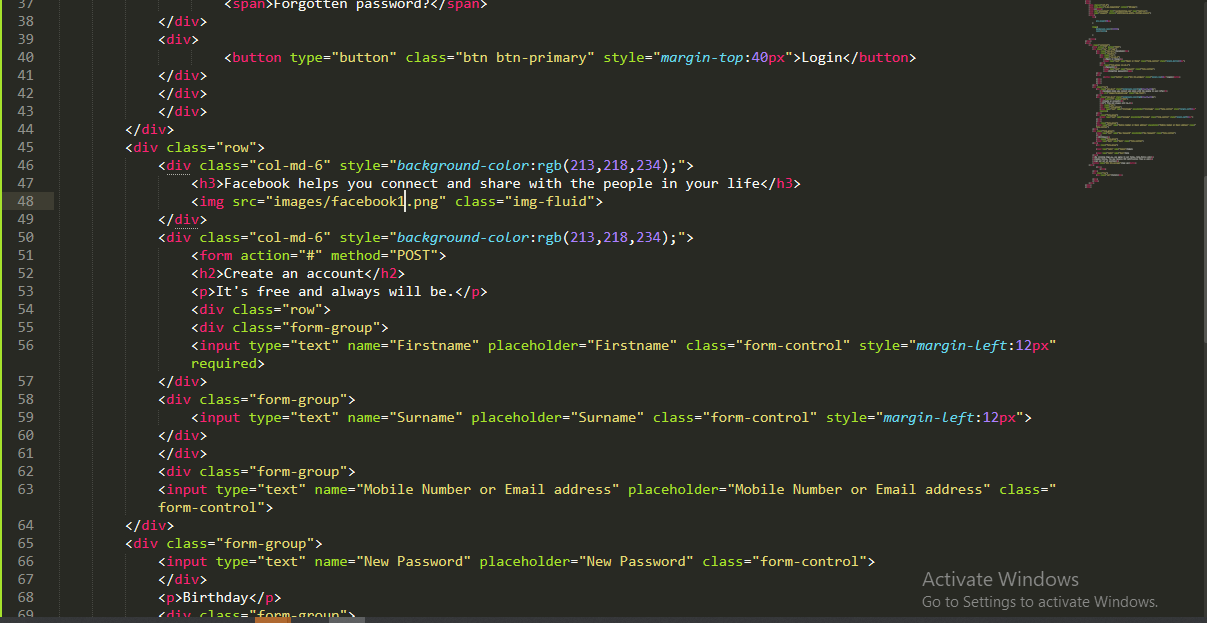 37 <span>Forgotten password?</span>
38 </div>
39 <div>
40 <button type="button" class="btn btn-primary" style="margin-top:40px">Login</button>
41 </div>
42 </div>
43 </div>
44 </div>
45 <div class="row">
46 <div class="col-md-6" style="background-color:rgb(213,218,234);">
47 <h3>Facebook helps you connect and share with the people in your life</h3>
48 <img src="images/facebook1.png" class="img-fluid">
49 </div>
50 <div class="col-md-6" style="background-color:rgb(213,218,234);">
51 <form action="#" method="POST">
52 <h2>Create an account</h2>
53 <p>It's free and always will be.</p>
54 <div class="row">
55 <div class="form-group">
56 <input type="text" name="Firstname" placeholder="Firstname" class="form-control" style="margin-left:12px"
required>
57 </div>
58 <div class="form-group">
59 <input type="text" name="Surname" placeholder="Surname" class="form-control" style="margin-left:12px">
60 </div>
61 </div>
62 <div class="form-group">
63 <input type="text" name="Mobile Number or Email address" placeholder="Mobile Number or Email address" class="
form-control">
64 </div>
65 <div class="form-group">
66 <input type="text" name="New Password" placeholder="New Password" class="form-control">
67 </div>
68 <p>Birthday</p>
69 <div class="form-group">
Activate Windows
Go to Settings to activate Windows.